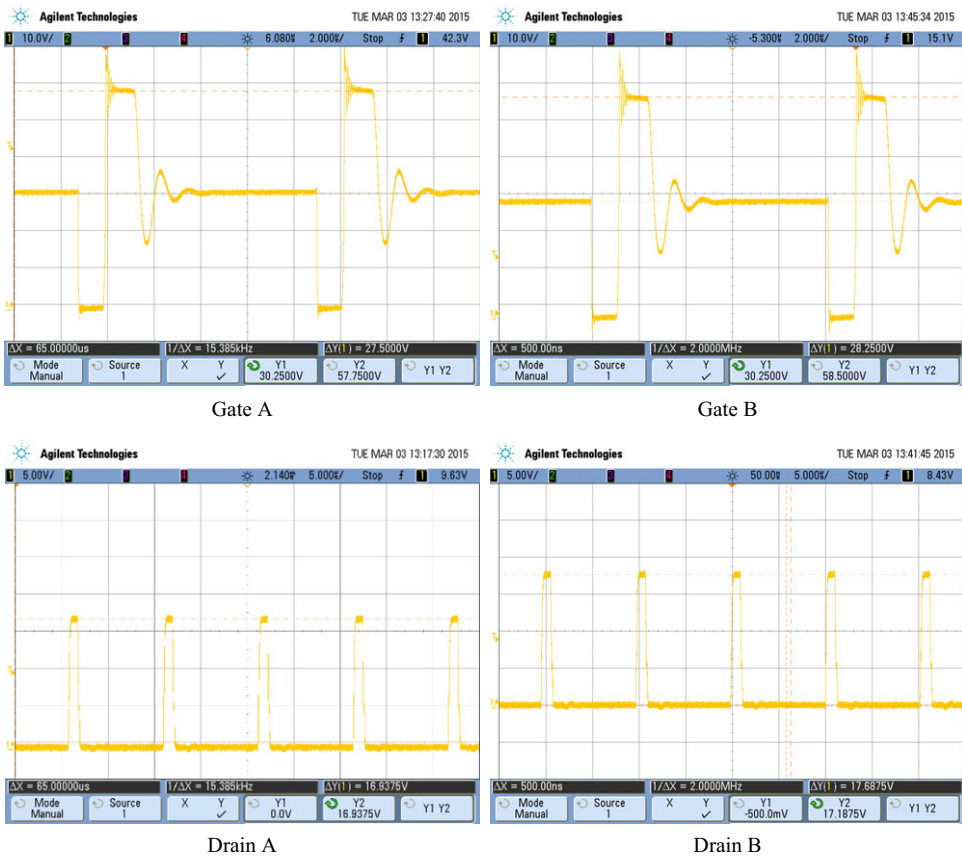 Agilent Technologies TUE MAR 03 13:27:40 2015
1 10.0V/ 2 3 4 6.080% 2.000%/ Stop 1 42.3V
ΔX = 65.00000us 1/ΔX = 15.385kHz ΔY(1) = 27.5000V
Mode Manual Source 1 X Y ✓ Y1 30.2500V Y2 57.7500V Y1 Y2
Gate A
Agilent Technologies TUE MAR 03 13:45:34 2015
1 10.0V/ 2 3 4 -5.300% 2.000%/ Stop 1 15.1V
ΔX = 500.00ns 1/ΔX = 2.0000MHz ΔY(1) = 28.2500V
Mode Manual Source 1 X Y ✓ Y1 30.2500V Y2 58.5000V Y1 Y2
Gate B
Agilent Technologies TUE MAR 03 13:17:30 2015
1 5.00V/ 2 3 4 2.140 5.000%/ Stop 1 9.63V
ΔX = 65.00000us 1/ΔX = 15.385kHz ΔY(1) = 16.9375V
Mode Manual Source 1 X Y ✓ Y1 0.0V Y2 16.9375V Y1 Y2
Drain A
Agilent Technologies TUE MAR 03 13:41:45 2015
1 5.00V/ 2 3 4 50.00 5.000%/ Stop 1 8.43V
ΔX = 500.00ns 1/ΔX = 2.0000MHz ΔY(1) = 17.6875V
Mode Manual Source 1 X Y ✓ Y1 -500.0mV Y2 17.1875V Y1 Y2
Drain B